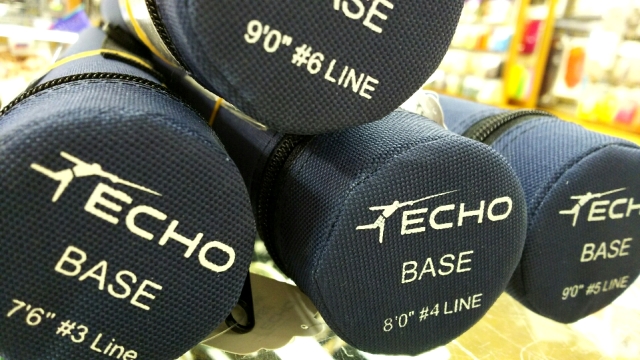 BASE
9'0" #6 LINE
ECHO
BASE
7'6" #3 Line
ECHO
BASE
8'0" #4 LINE
ECH
BASE
9'0" #5 LINE